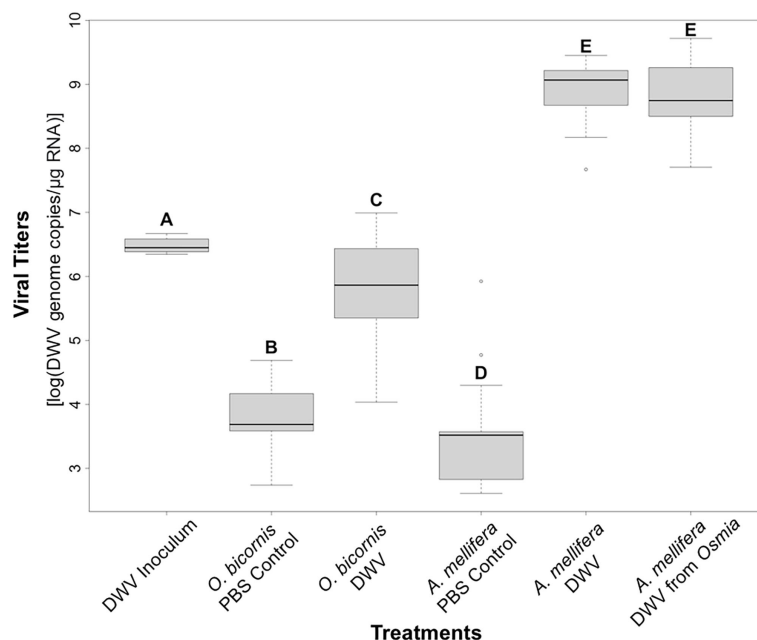 Viral Titers
[log(DWV genome copies/µg RNA)]
10
9
8
7
6
5
4
3
A
B
C
D
E
E
DWV Inoculum
O. bicornis
PBS Control
O. bicornis
DWV
A. mellifera
PBS Control
A. mellifera
DWV
A. mellifera
DWV from Osmia
Treatments